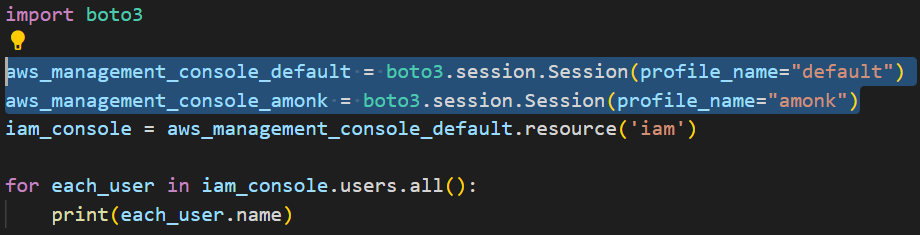 import boto3
aws_management_console_default = boto3.session.Session(profile_name="default")
aws_management_console_amonk = boto3.session.Session(profile_name="amonk")
iam_console = aws_management_console_default.resource('iam')
for each_user in iam_console.users.all():
    print(each_user.name)